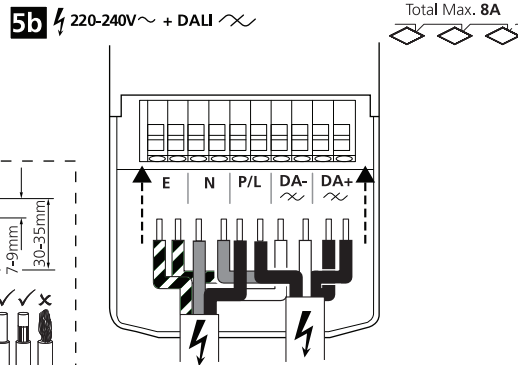 5b 220-240V~ + DALI
Total Max. 8A
E N P/L DA- DA+
7-9mm
30-35mm